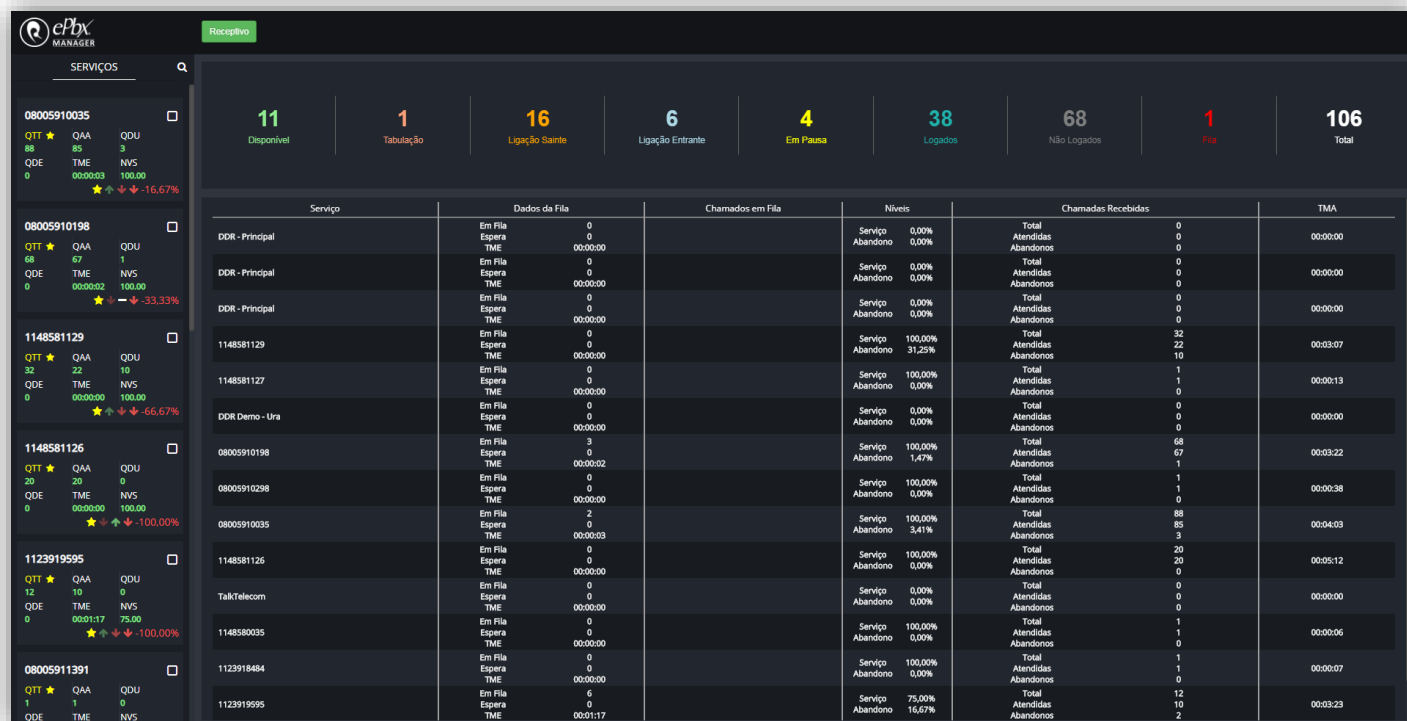 ePbx
MANAGER
Receptivo
SERVIÇOS
08005910035
QTT QAA QDU
88 85 3
QDE TME NVS
0 00:00:03 100.00
-16,67%
08005910198
QTT QAA QDU
68 67 1
QDE TME NVS
0 00:00:02 100.00
-33,33%
1148581129
QTT QAA QDU
32 22 10
QDE TME NVS
0 00:00:00 100.00
-66,67%
1148581126
QTT QAA QDU
20 20 0
QDE TME NVS
0 00:00:00 100.00
-100,00%
1123919595
QTT QAA QDU
12 10 0
QDE TME NVS
0 00:01:17 75.00
-100,00%
08005911391
QTT QAA QDU
1 1 0
QDE TME NVS
11 1 16 6 4 38 68 1 106
Disponível Tabulação Ligação Sainte Ligação Entrante Em Pausa Logados Não Logados Fila Total
Serviço Dados da Fila Chamados em Fila Níveis Chamadas Recebidas TMA
DDR - Principal
Em Fila 0
Espera 0
TME 00:00:00
Serviço 0,00%
Abandono 0,00%
Total 0
Atendidas 0
Abandonos 0
00:00:00
DDR - Principal
Em Fila 0
Espera 0
TME 00:00:00
Serviço 0,00%
Abandono 0,00%
Total 0
Atendidas 0
Abandonos 0
00:00:00
DDR - Principal
Em Fila 0
Espera 0
TME 00:00:00
Serviço 0,00%
Abandono 0,00%
Total 0
Atendidas 0
Abandonos 0
00:00:00
1148581129
Em Fila 0
Espera 0
TME 00:00:00
Serviço 100,00%
Abandono 31,25%
Total 32
Atendidas 22
Abandonos 10
00:03:07
1148581127
Em Fila 0
Espera 0
TME 00:00:00
Serviço 100,00%
Abandono 0,00%
Total 1
Atendidas 1
Abandonos 0
00:00:13
DDR Demo - Ura
Em Fila 0
Espera 0
TME 00:00:00
Serviço 0,00%
Abandono 0,00%
Total 0
Atendidas 0
Abandonos 0
00:00:00
08005910198
Em Fila 3
Espera 0
TME 00:00:02
Serviço 100,00%
Abandono 1,47%
Total 68
Atendidas 67
Abandonos 1
00:03:22
08005910298
Em Fila 0
Espera 0
TME 00:00:00
Serviço 100,00%
Abandono 0,00%
Total 1
Atendidas 1
Abandonos 0
00:00:38
08005910035
Em Fila 2
Espera 0
TME 00:00:03
Serviço 100,00%
Abandono 3,41%
Total 88
Atendidas 85
Abandonos 3
00:04:03
1148581126
Em Fila 0
Espera 0
TME 00:00:00
Serviço 100,00%
Abandono 0,00%
Total 20
Atendidas 20
Abandonos 0
00:05:12
TalkTelecom
Em Fila 0
Espera 0
TME 00:00:00
Serviço 0,00%
Abandono 0,00%
Total 0
Atendidas 0
Abandonos 0
00:00:00
1148580035
Em Fila 0
Espera 0
TME 00:00:00
Serviço 100,00%
Abandono 0,00%
Total 1
Atendidas 1
Abandonos 0
00:00:06
1123918484
Em Fila 0
Espera 0
TME 00:00:00
Serviço 100,00%
Abandono 0,00%
Total 1
Atendidas 1
Abandonos 0
00:00:07
1123919595
Em Fila 6
Espera 0
TME 00:01:17
Serviço 75,00%
Abandono 16,67%
Total 12
Atendidas 10
Abandonos 2
00:03:23